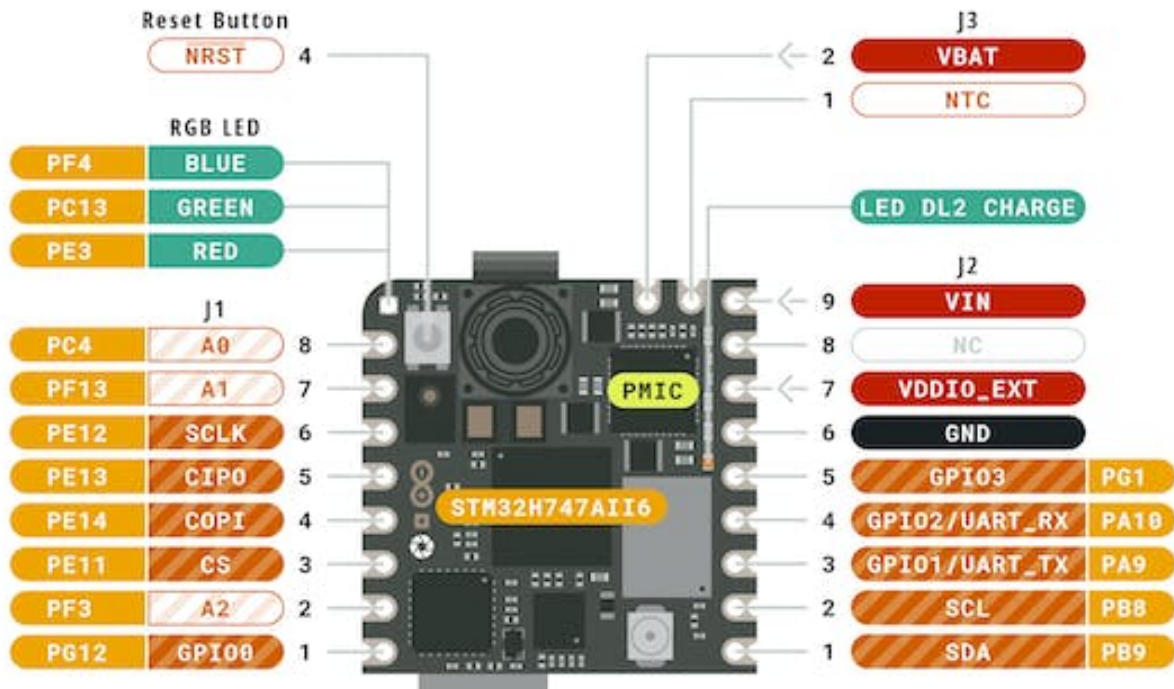 Reset Button
NRST 4
RGB LED
PF4 BLUE
PC13 GREEN
PE3 RED
J1
PC4 A0 8
PF13 A1 7
PE12 SCLK 6
PE13 CIPO 5
PE14 COPI 4
PE11 CS 3
PF3 A2 2
PG12 GPIO0 1
PMIC
STM32H747AII6
J3
2 VBAT
1 NTC
LED DL2 CHARGE
J2
9 VIN
8 NC
7 VDDIO_EXT
6 GND
5 GPIO3 PG1
4 GPIO2/UART_RX PA10
3 GPIO1/UART_TX PA9
2 SCL PB8
1 SDA PB9